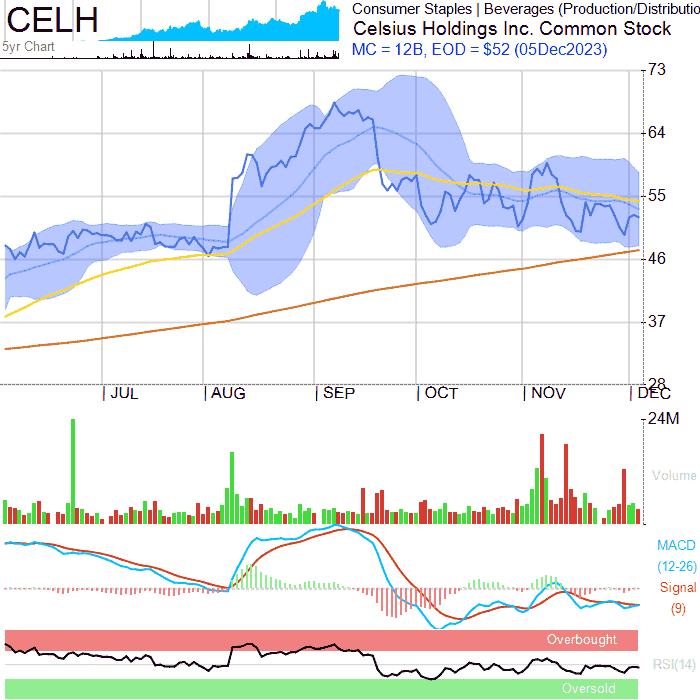 CELH
5yr Chart
Consumer Staples | Beverages (Production/Distributio
Celsius Holdings Inc. Common Stock
MC = 12B, EOD = $52 (05Dec2023)
73
64
55
46
37
28
JUL
AUG
SEP
OCT
NOV
DEC
24M
Volume
MACD
(12-26)
Signal
(9)
Overbought
RSI(14)
Oversold